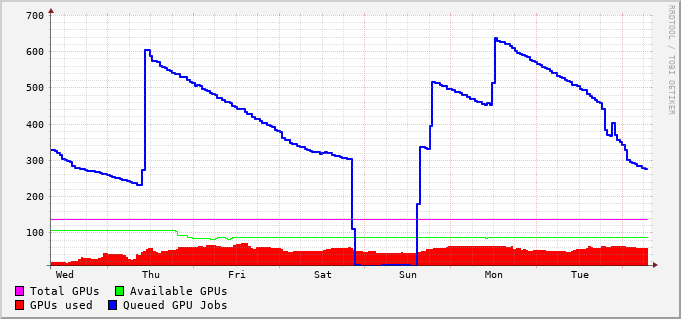 700
600
500
400
300
200
100
Wed Thu Fri Sat Sun Mon Tue
Total GPUs Available GPUs
GPUs used Queued GPU Jobs
RRDTOOL / TOBI OETIKER